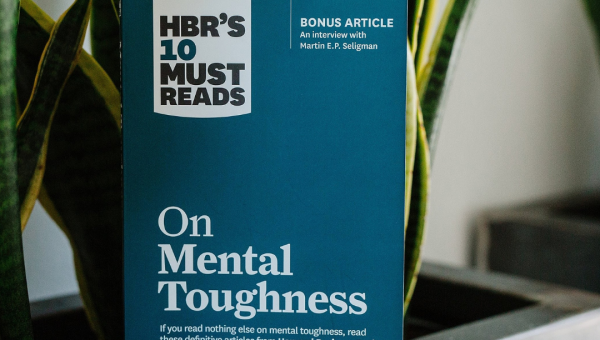 HBR'S
10
MUST
READS
BONUS ARTICLE
An interview with
Martin E.P. Seligman
On
Mental
Toughness
If you read nothing else on mental toughness, read
these definitive articles from